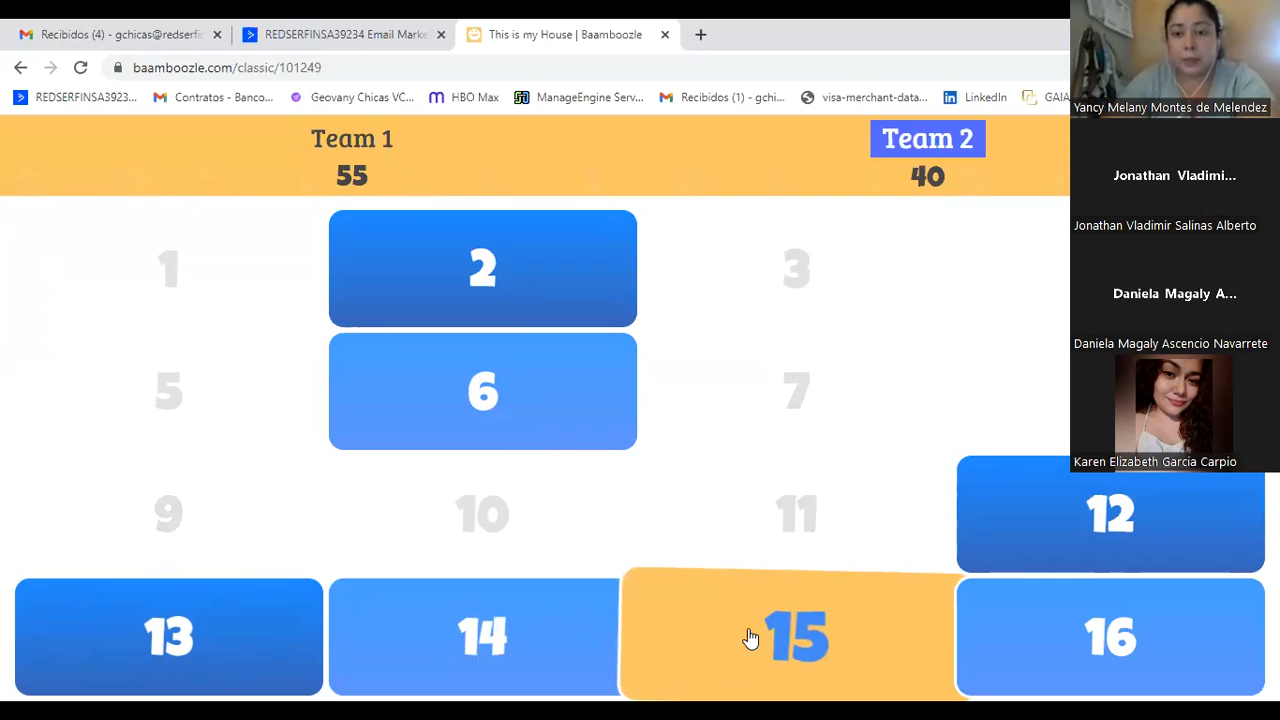 Recibidos (4) - gchicas@redserfi
REDSERFINSA39234 Email Marke
This is my House | Baamboozle
baamboozle.com/classic/101249
REDSERFINSA3923...
Contratos - Banco...
Geovany Chicas VC...
HBO Max
ManageEngine Serv...
Recibidos (1) - gchi...
visa-merchant-data...
LinkedIn
GAIA
Team 1
55
Team 2
40
1
2
3
5
6
7
9
10
11
12
13
14
15
16
Yancy Melany Montes de Melendez
Jonathan Vladimi...
Jonathan Vladimir Salinas Alberto
Daniela Magaly A...
Daniela Magaly Ascencio Navarrete
Karen Elizabeth Garcia Carpio